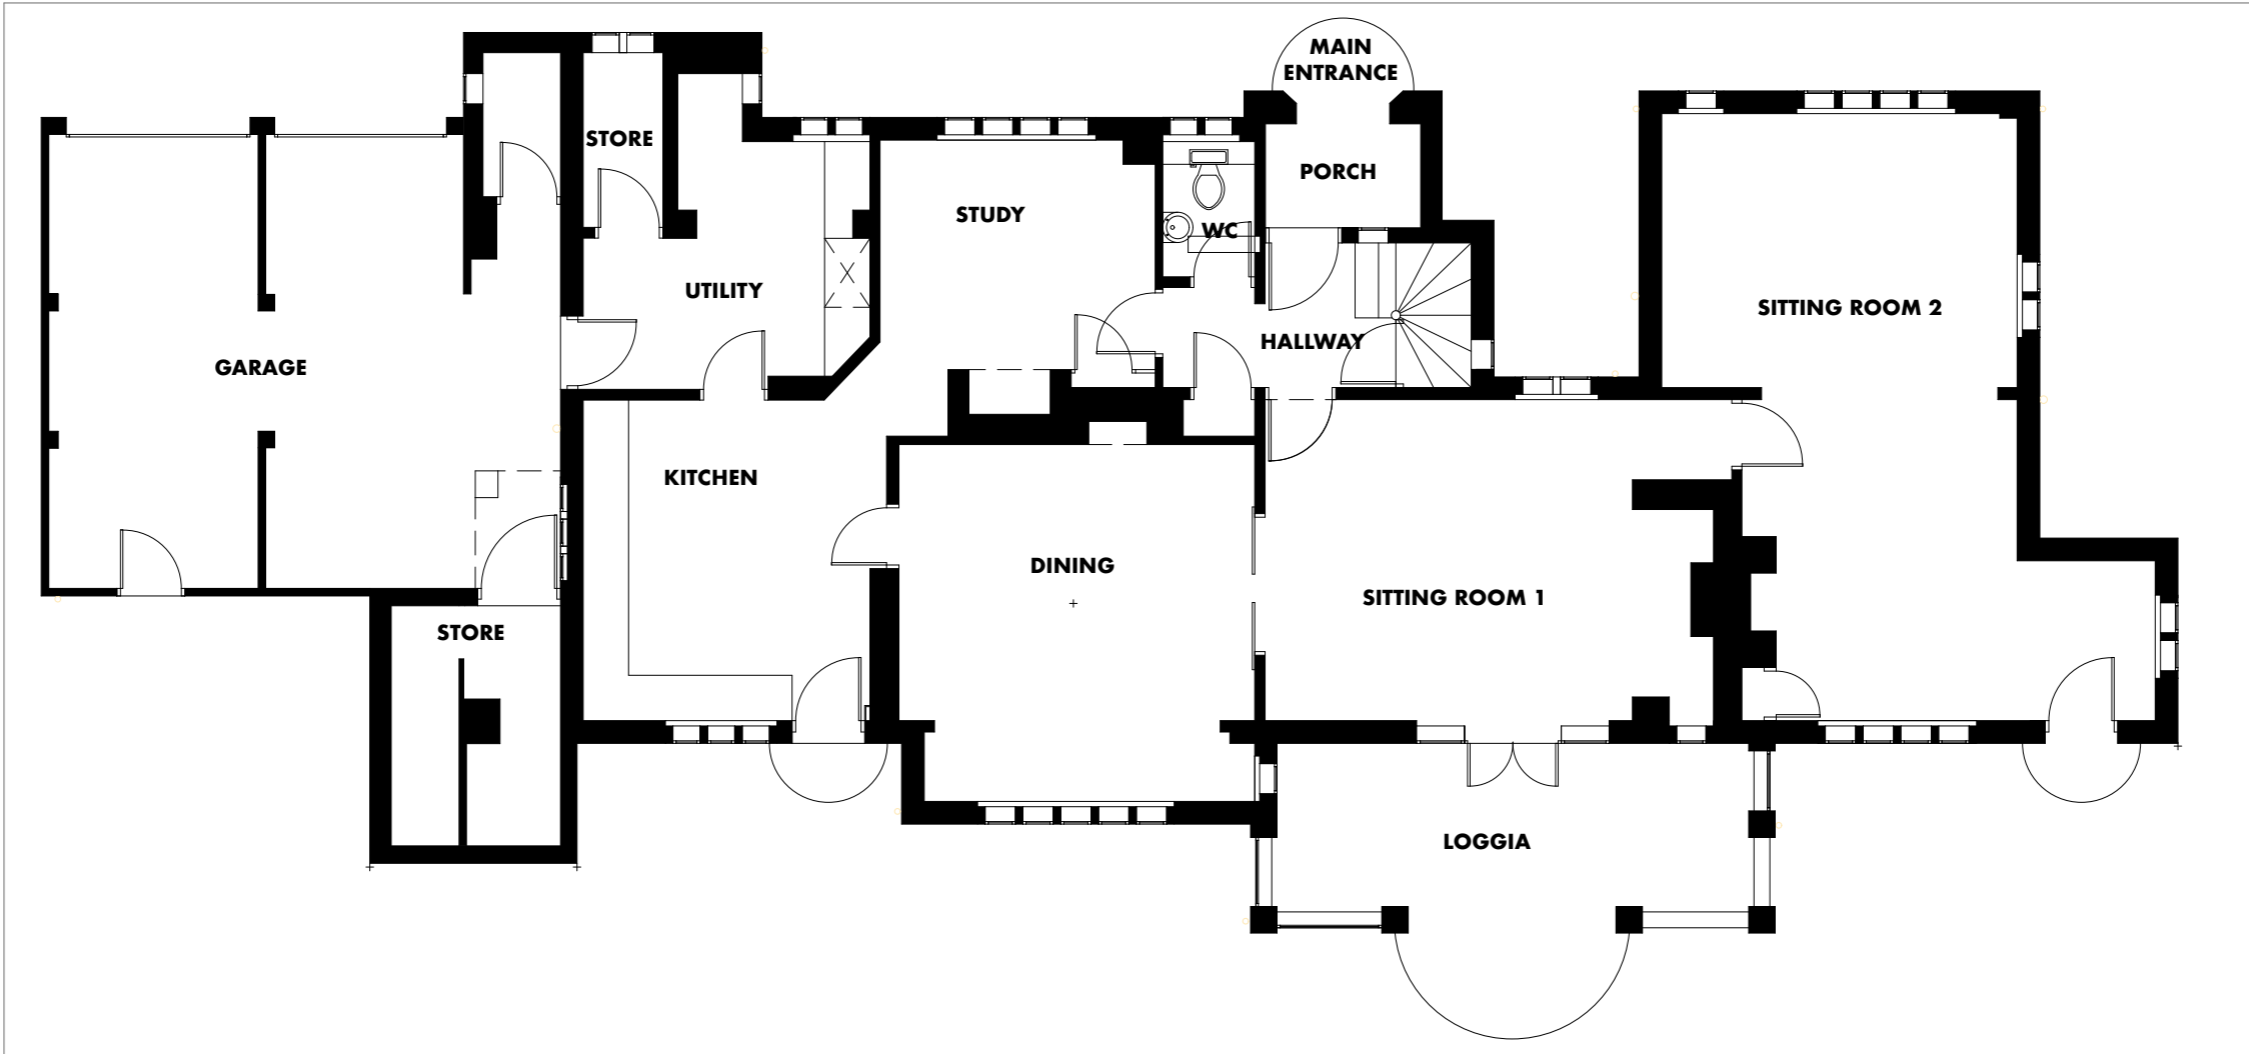 MAIN
ENTRANCE
STORE
PORCH
STUDY
WC
UTILITY
SITTING ROOM 2
HALLWAY
GARAGE
KITCHEN
DINING
SITTING ROOM 1
STORE
LOGGIA